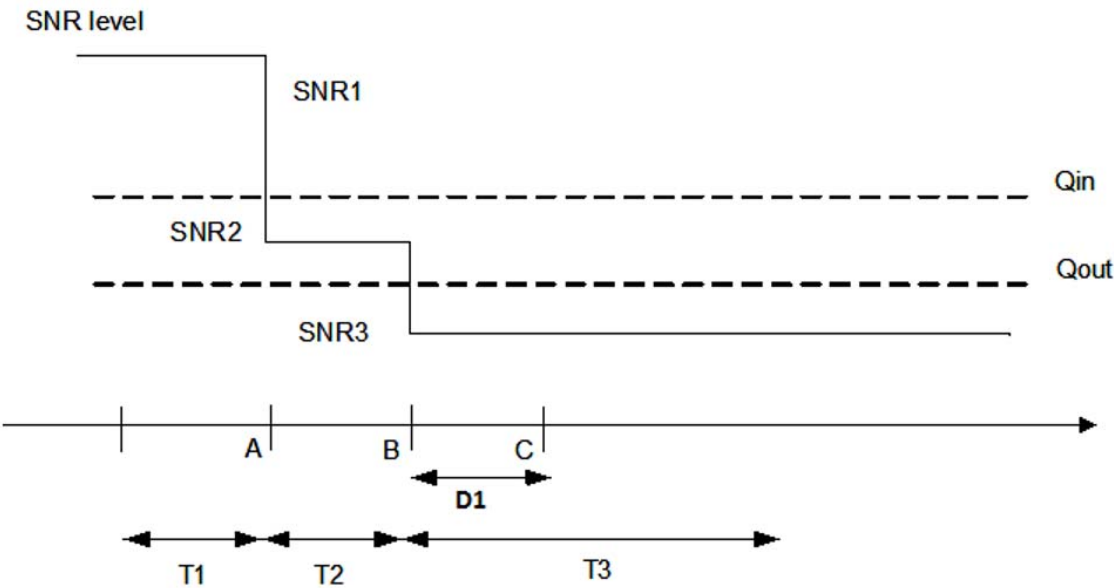 SNR level
SNR1
Qin
SNR2
Qout
SNR3
A
B
C
D1
T1
T2
T3